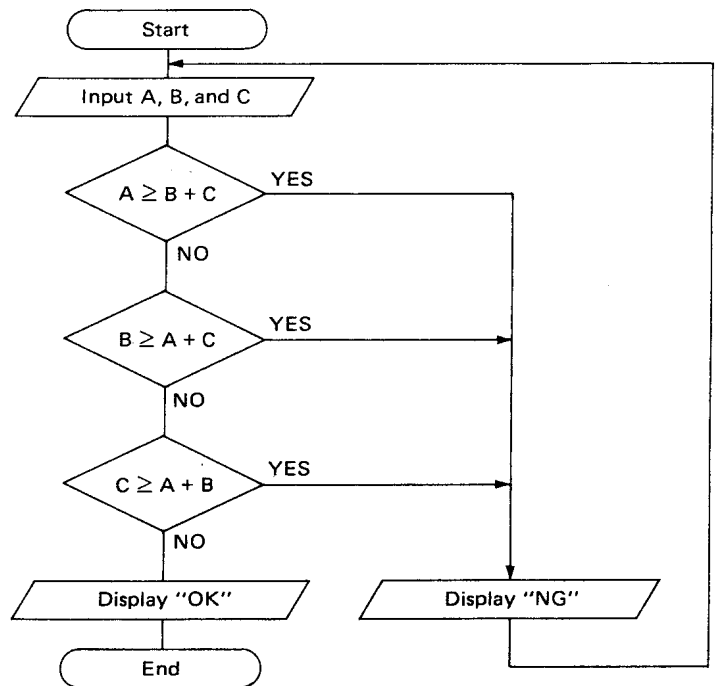 Start
Input A, B, and C
A ≥ B + C
YES
NO
B ≥ A + C
YES
NO
C ≥ A + B
YES
NO
Display "OK"
Display "NG"
End